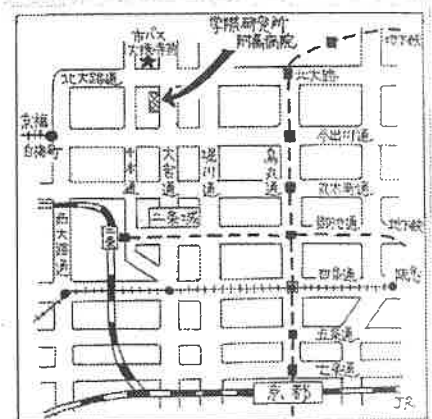 市バス
大徳寺前
学際研究所
附属病院
地下鉄
北大路通
北大路
京福
白梅町
今出川通
千本通
大宮通
堀川通
烏丸通
丸太町通
二条城
御池通
地下鉄
西大路通
二条
四条通
阪急
五条通
七条通
京都
JR